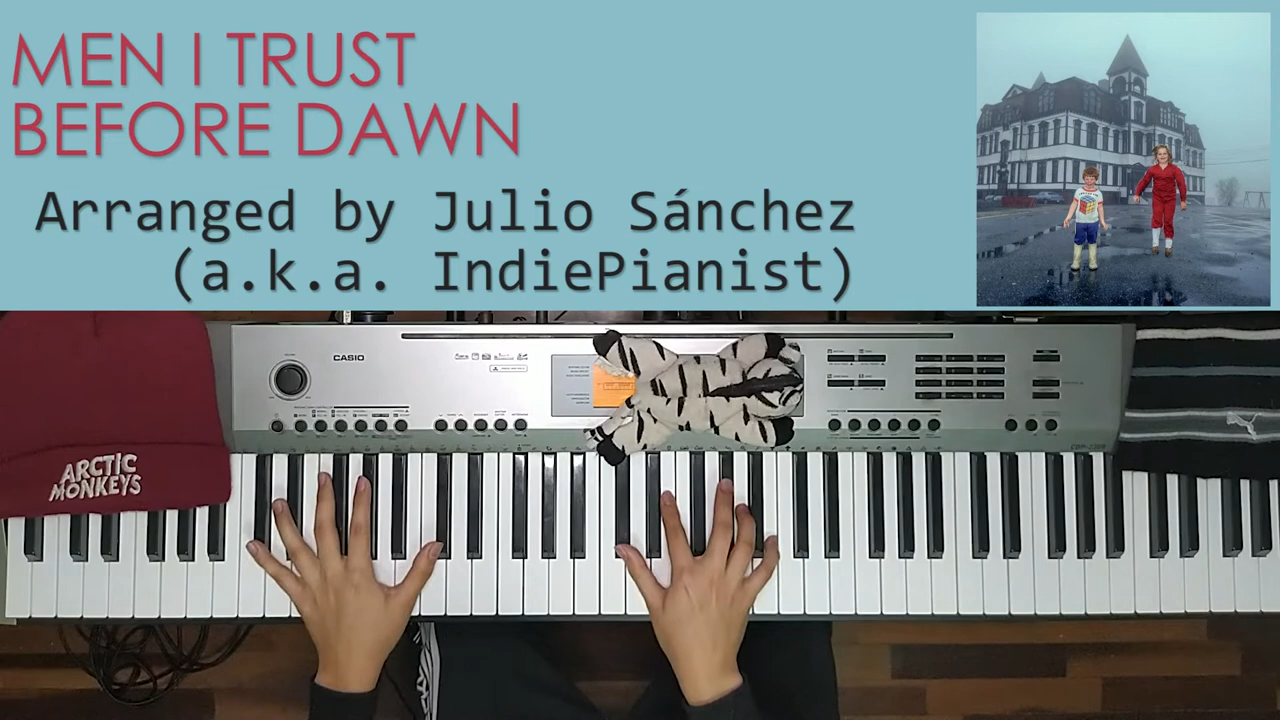 MEN I TRUST
BEFORE DAWN
Arranged by Julio Sánchez
(a.k.a. IndiePianist)
CASIO
ARCTIC
MONKEYS